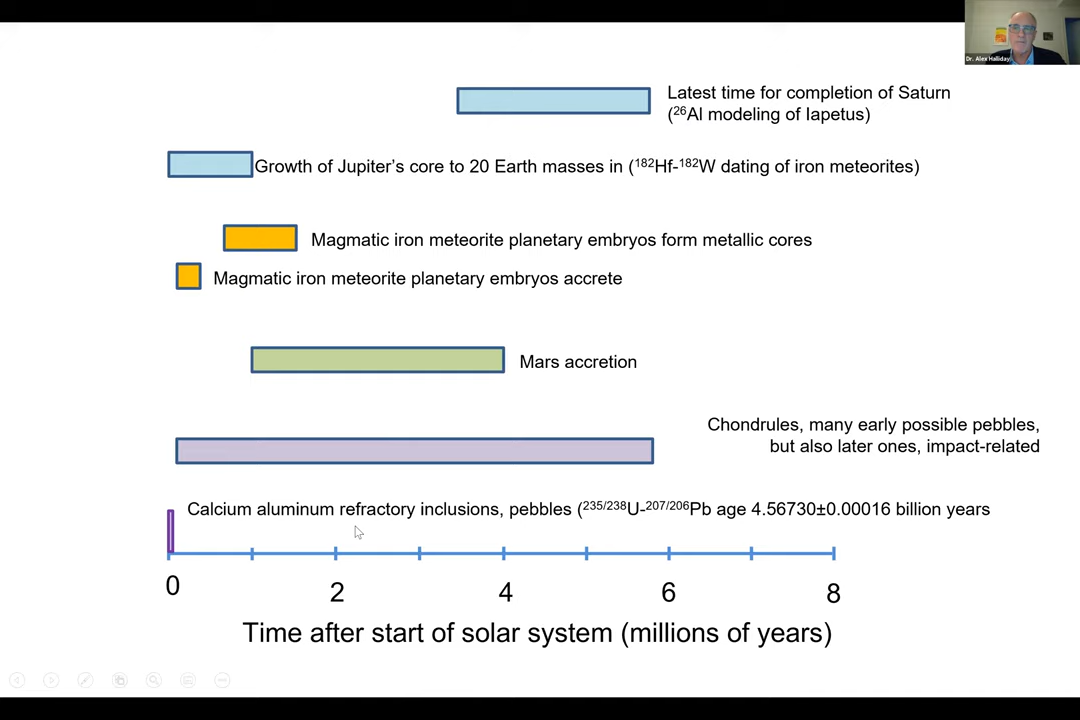 Dr. Alex Halliday
Latest time for completion of Saturn
(²⁶Al modeling of Iapetus)
Growth of Jupiter’s core to 20 Earth masses in (¹⁸²Hf-¹⁸²W dating of iron meteorites)
Magmatic iron meteorite planetary embryos form metallic cores
Magmatic iron meteorite planetary embryos accrete
Mars accretion
Chondrules, many early possible pebbles,
but also later ones, impact-related
Calcium aluminum refractory inclusions, pebbles (²³⁵/²³⁸U-²⁰⁷/²⁰⁶Pb age 4.56730±0.00016 billion years
0 2 4 6 8
Time after start of solar system (millions of years)